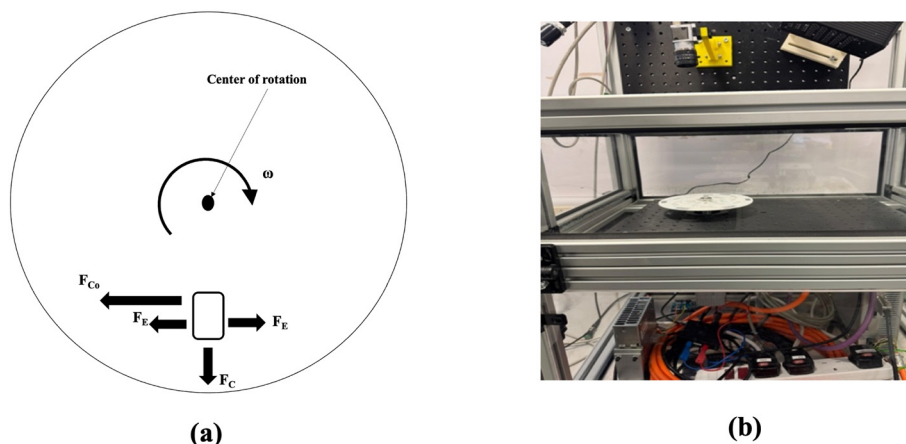 Center of rotation
ω
F_Co
F_E
F_E
F_C
(a)
(b)